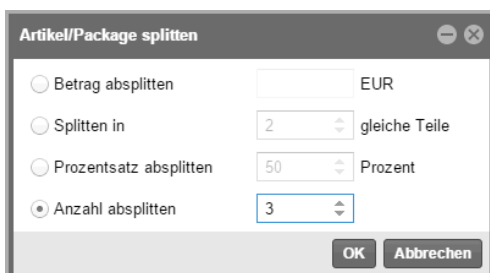 Artikel/Package splitten
Betrag absplitten EUR
Splitten in 2 gleiche Teile
Prozentsatz absplitten 50 Prozent
Anzahl absplitten 3
OK Abbrechen